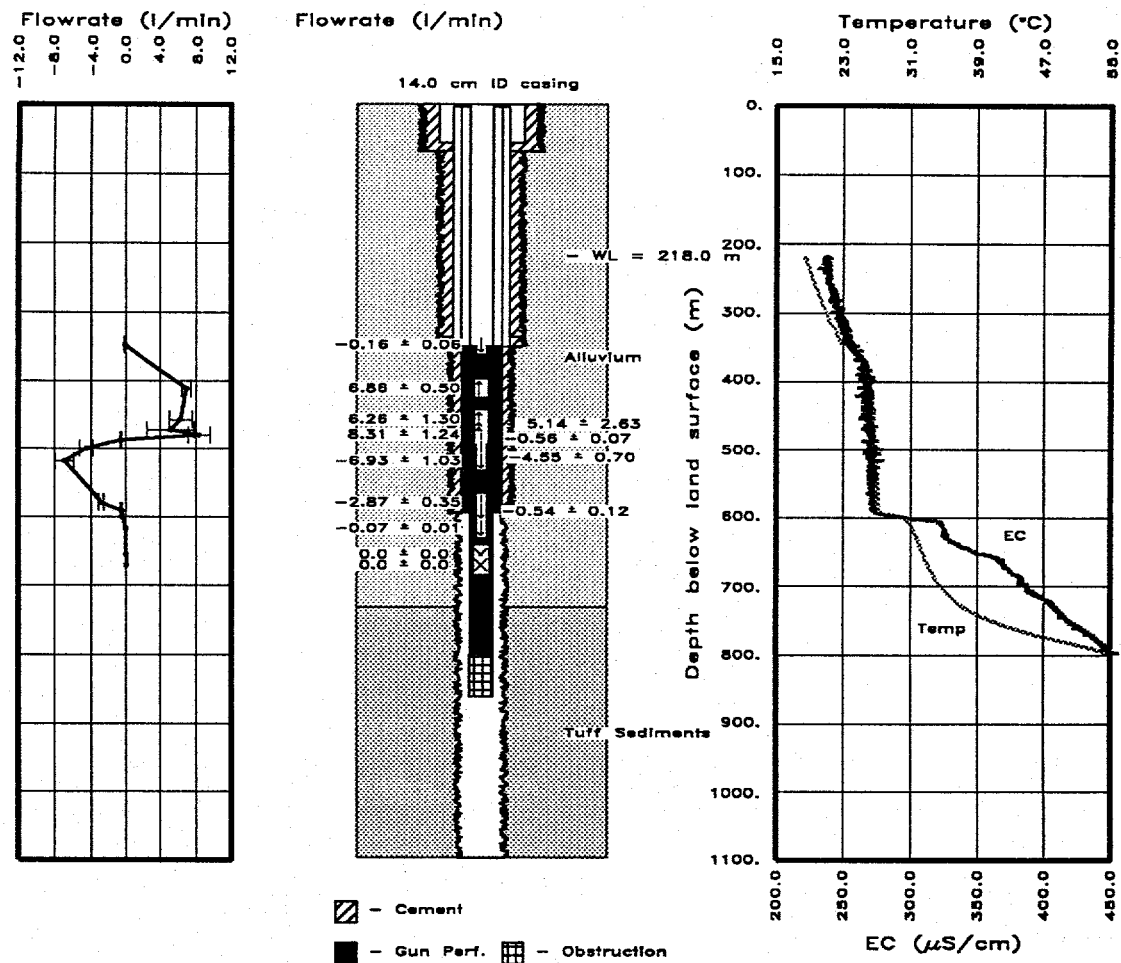 Flowrate (l/min)
-12.0 -8.0 -4.0 0.0 4.0 8.0 12.0
Flowrate (l/min)
14.0 cm ID casing
- WL = 218.0 m
Alluvium
Tuff Sediments
-0.16 ± 0.06
6.86 ± 0.50
6.26 ± 1.30
8.31 ± 1.24
-6.93 ± 1.03
-2.87 ± 0.35
-0.07 ± 0.01
0.0 ± 0.0
0.0 ± 0.0
5.14 ± 2.63
-0.56 ± 0.07
-4.55 ± 0.70
-0.54 ± 0.12
- Cement
- Gun Perf.
- Obstruction
Temperature (°C)
15.0 23.0 31.0 39.0 47.0 55.0
Depth below land surface (m)
0.
100.
200.
300.
400.
500.
600.
700.
800.
900.
1000.
1100.
EC
Temp
200.0 250.0 300.0 350.0 400.0 450.0
EC (µS/cm)